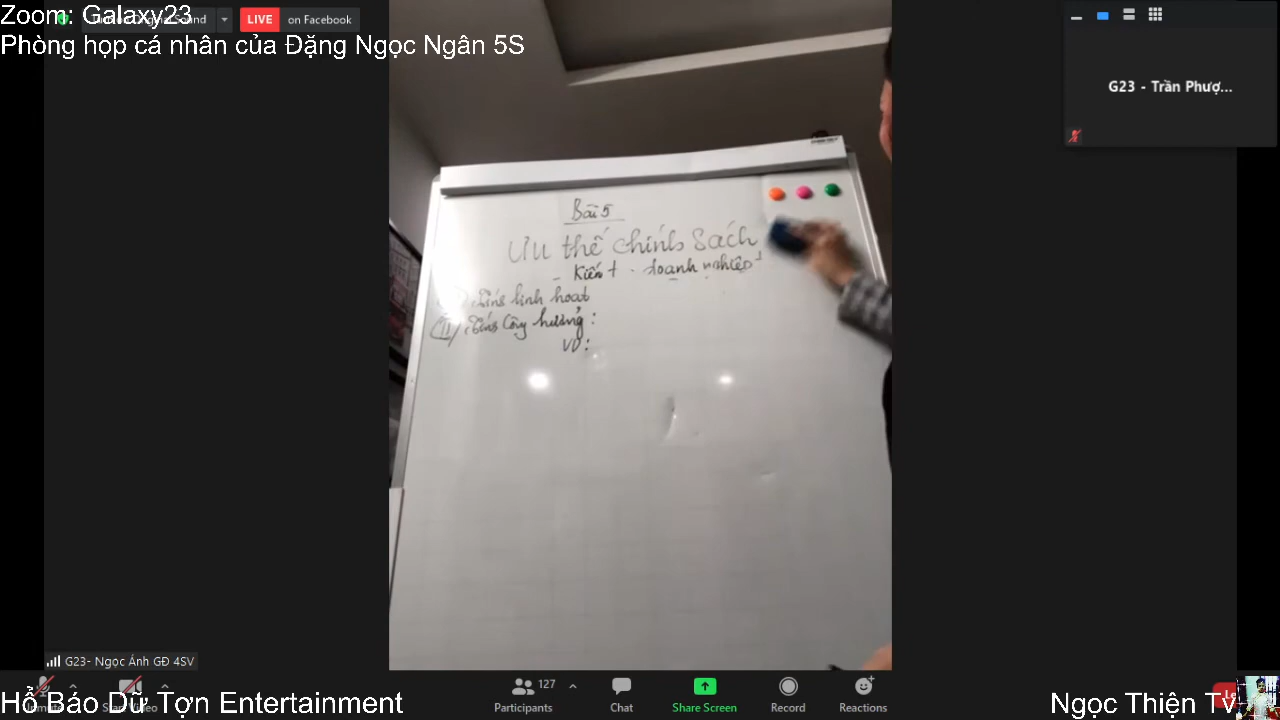 Zoom: Galaxy23
Sound
LIVE on Facebook
Phòng họp cá nhân của Đặng Ngọc Ngân 5S
G23 - Trần Phượ...
Bài 5
Ưu thế chính sách
- Kiến t . doanh nghiệp
tính linh hoạt
(II) tính cộng hưởng :
VD :
G23- Ngọc Ánh GĐ 4SV
Hổ Báo Dữ Tợn Entertainment
127
Participants
Chat
Share Screen
Record
Reactions
Ngọc Thiện Tv